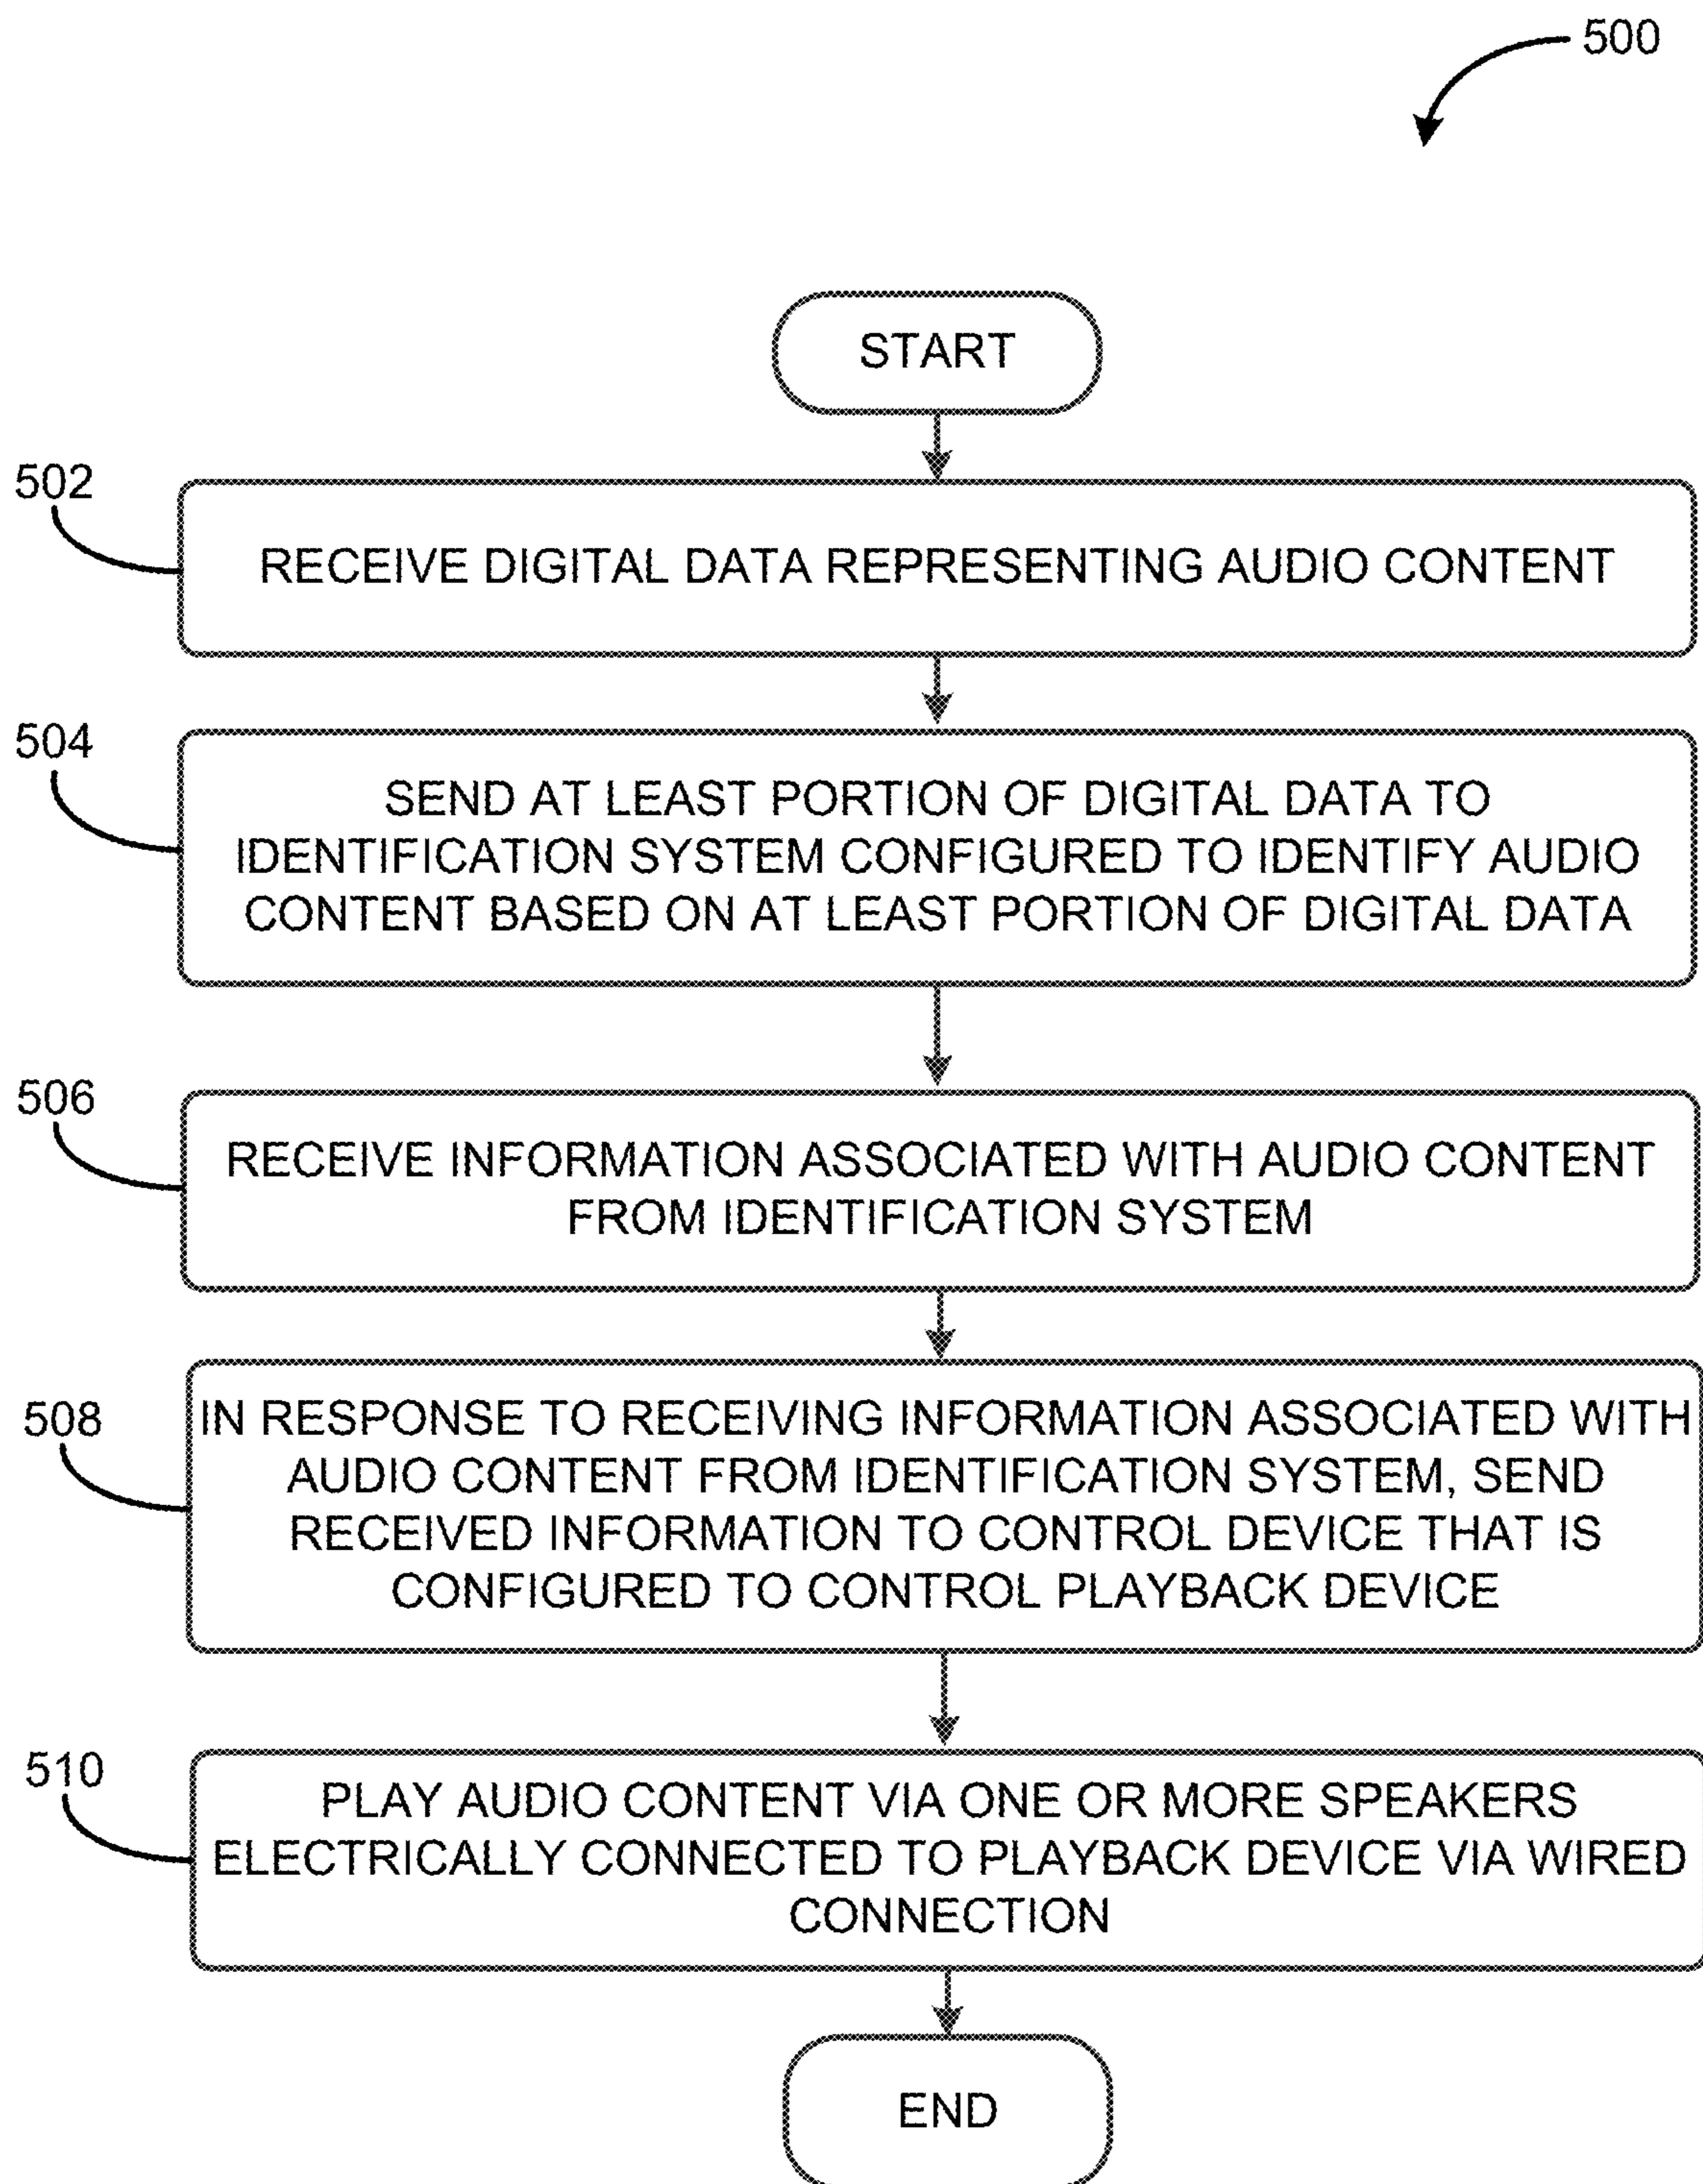 500
START
502
RECEIVE DIGITAL DATA REPRESENTING AUDIO CONTENT
504
SEND AT LEAST PORTION OF DIGITAL DATA TO
IDENTIFICATION SYSTEM CONFIGURED TO IDENTIFY AUDIO
CONTENT BASED ON AT LEAST PORTION OF DIGITAL DATA
506
RECEIVE INFORMATION ASSOCIATED WITH AUDIO CONTENT
FROM IDENTIFICATION SYSTEM
508
IN RESPONSE TO RECEIVING INFORMATION ASSOCIATED WITH
AUDIO CONTENT FROM IDENTIFICATION SYSTEM, SEND
RECEIVED INFORMATION TO CONTROL DEVICE THAT IS
CONFIGURED TO CONTROL PLAYBACK DEVICE
510
PLAY AUDIO CONTENT VIA ONE OR MORE SPEAKERS
ELECTRICALLY CONNECTED TO PLAYBACK DEVICE VIA WIRED
CONNECTION
END